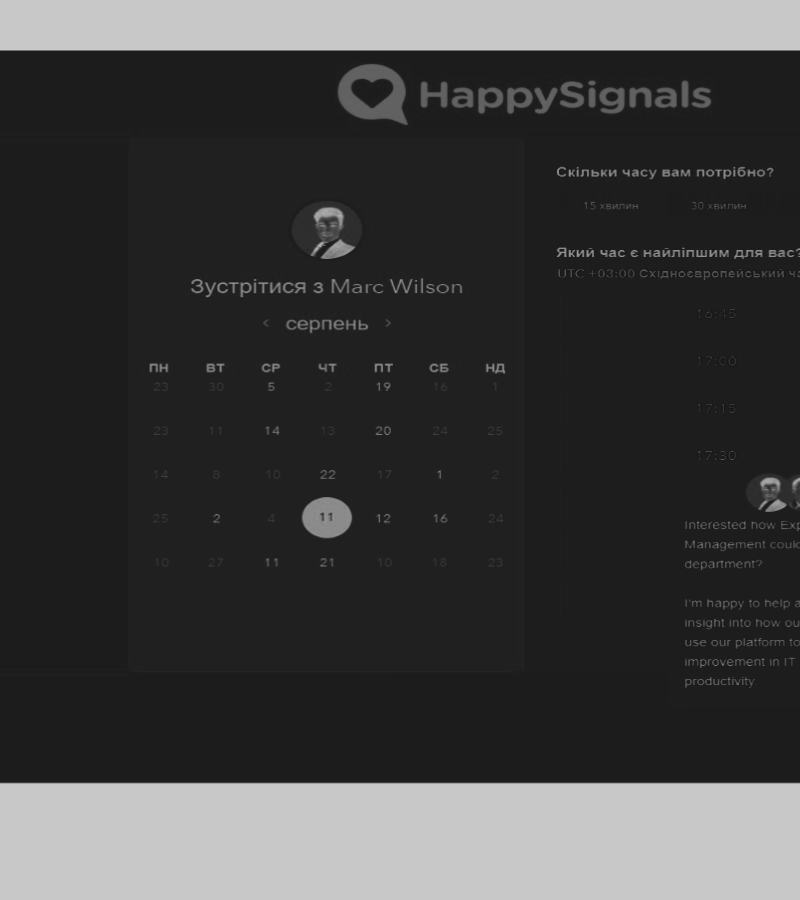 HappySignals
Зустрітися з Marc Wilson
‹ серпень ›
ПН ВТ СР ЧТ ПТ СБ НД
23 30 5 2 19 16 1
23 11 14 13 20 24 25
14 8 10 22 17 1 2
25 2 4 11 12 16 24
10 27 11 21 10 18 23
Скільки часу вам потрібно?
15 хвилин 30 хвилин
Який час є найліпшим для вас?
UTC +03:00 Східноєвропейський
16:45
17:00
17:15
17:30
Interested how
Management
department?
I'm happy to help
insight into how
use our platform to
improvement in IT
productivity